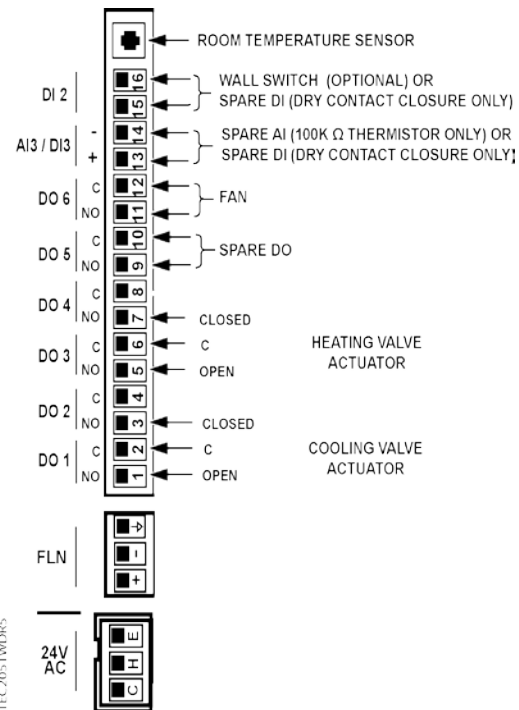 ROOM TEMPERATURE SENSOR
DI 2
16
15
WALL SWITCH (OPTIONAL) OR
SPARE DI (DRY CONTACT CLOSURE ONLY)
AI3 / DI3
-
+
14
13
SPARE AI (100K Ω THERMISTOR ONLY) OR
SPARE DI (DRY CONTACT CLOSURE ONLY)
DO 6
C
NO
12
11
FAN
DO 5
C
NO
10
9
SPARE DO
DO 4
C
NO
8
7
CLOSED
DO 3
C
NO
6
5
C
OPEN
HEATING VALVE
ACTUATOR
DO 2
C
NO
4
3
CLOSED
DO 1
C
NO
2
1
C
OPEN
COOLING VALVE
ACTUATOR
FLN
-
+
24V
AC
E
H
C